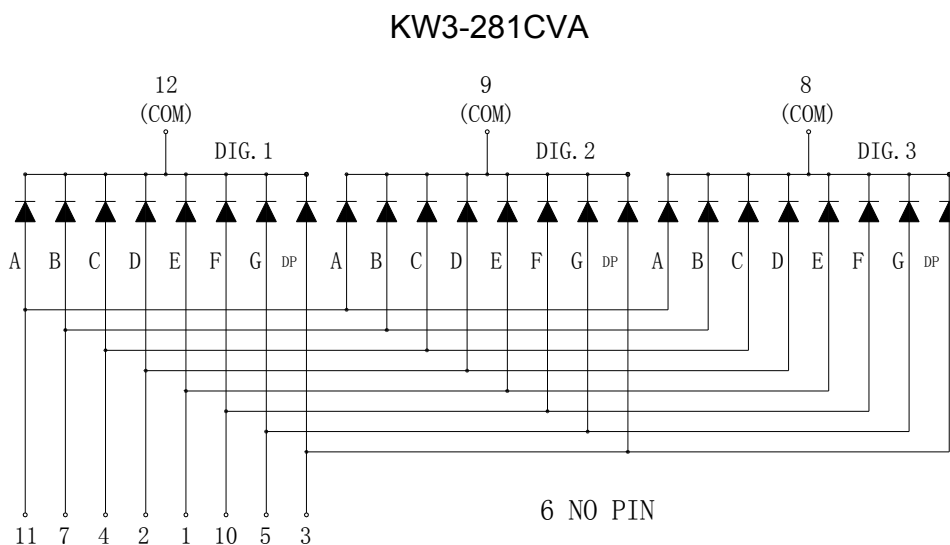 KW3-281CVA
12 9 8
(COM) (COM) (COM)
DIG.1 DIG.2 DIG.3
A B C D E F G DP A B C D E F G DP A B C D E F G DP
6 NO PIN
11 7 4 2 1 10 5 3